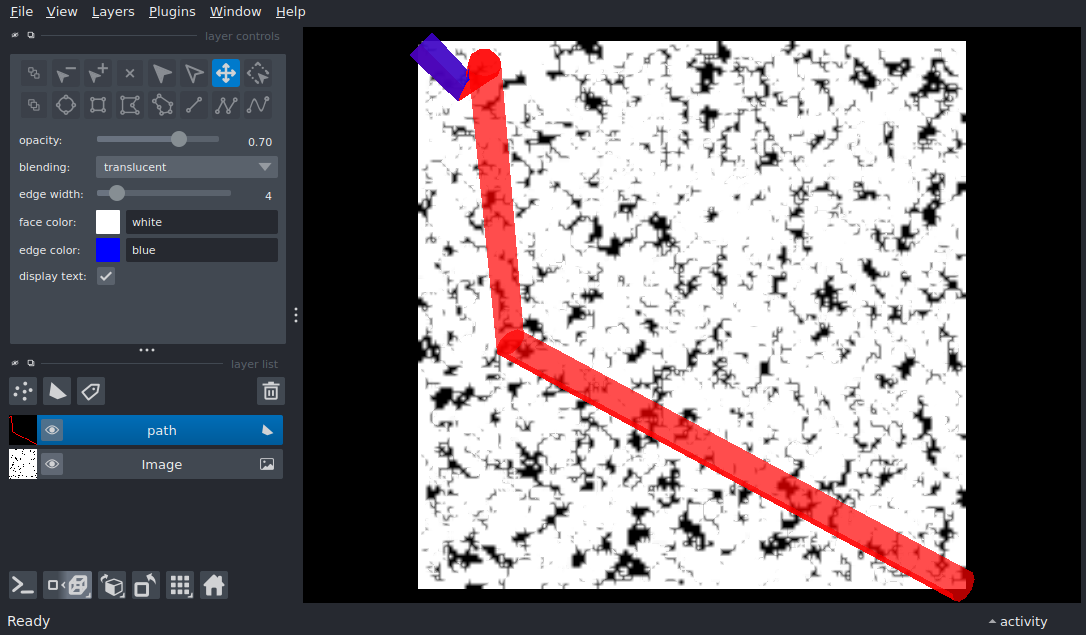 File View Layers Plugins Window Help
layer controls
opacity: 0.70
blending: translucent
edge width: 4
face color: white
edge color: blue
display text:
layer list
path
Image
Ready
activity